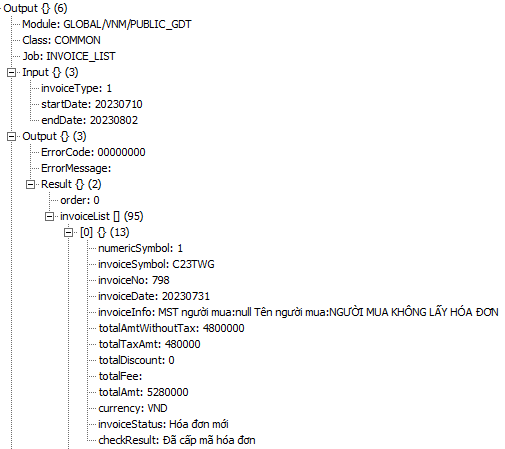 Output {} (6)
Module: GLOBAL/VNM/PUBLIC_GDT
Class: COMMON
Job: INVOICE_LIST
Input {} (3)
invoiceType: 1
startDate: 20230710
endDate: 20230802
Output {} (3)
ErrorCode: 00000000
ErrorMessage:
Result {} (2)
order: 0
invoiceList [] (95)
[0] {} (13)
numericSymbol: 1
invoiceSymbol: C23TWG
invoiceNo: 798
invoiceDate: 20230731
invoiceInfo: MST người mua:null Tên người mua:NGƯỜI MUA KHÔNG LẤY HÓA ĐƠN
totalAmtWithoutTax: 4800000
totalTaxAmt: 480000
totalDiscount: 0
totalFee:
totalAmt: 5280000
currency: VND
invoiceStatus: Hóa đơn mới
checkResult: Đã cấp mã hóa đơn